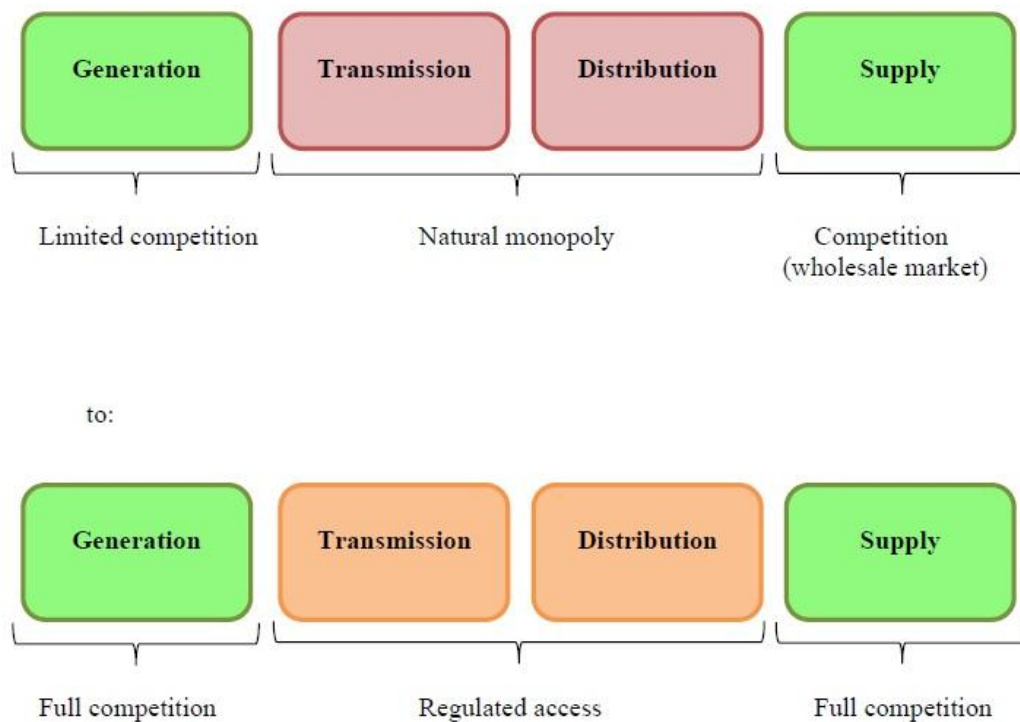 Generation Transmission Distribution Supply
Limited competition Natural monopoly Competition
(wholesale market)
to:
Generation Transmission Distribution Supply
Full competition Regulated access Full competition